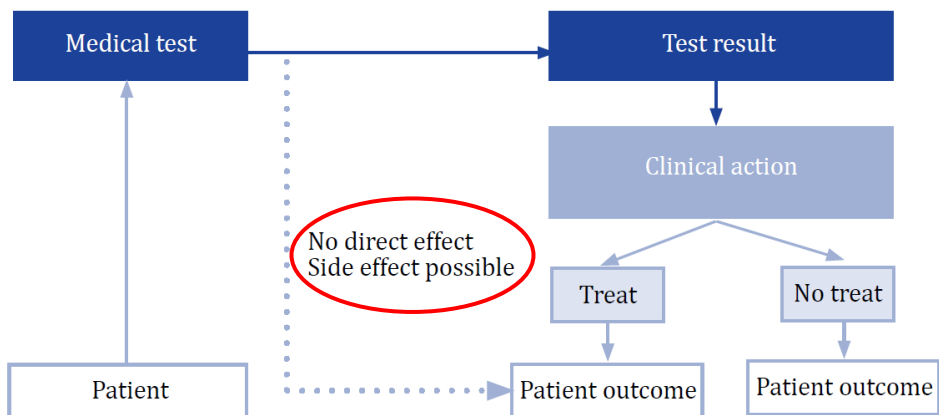 Medical test
Test result
Clinical action
No direct effect
Side effect possible
Treat
No treat
Patient
Patient outcome
Patient outcome